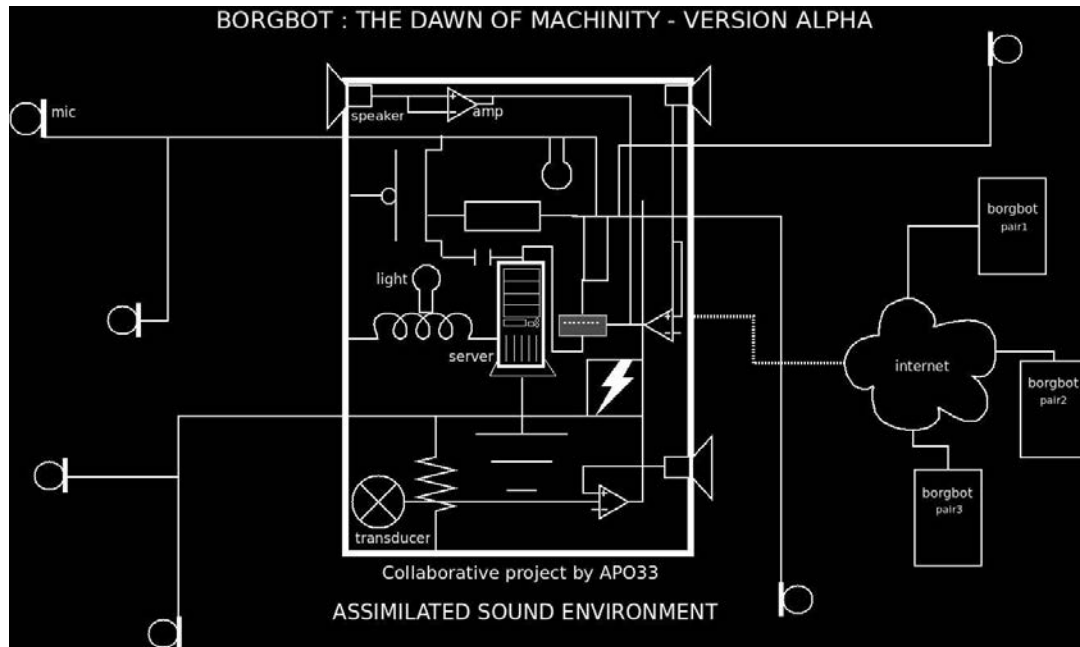 BORGBOT : THE DAWN OF MACHINITY - VERSION ALPHA
mic
speaker
amp
borgbot
pair1
light
server
internet
borgbot
pair2
borgbot
pair3
transducer
Collaborative project by APO33
ASSIMILATED SOUND ENVIRONMENT